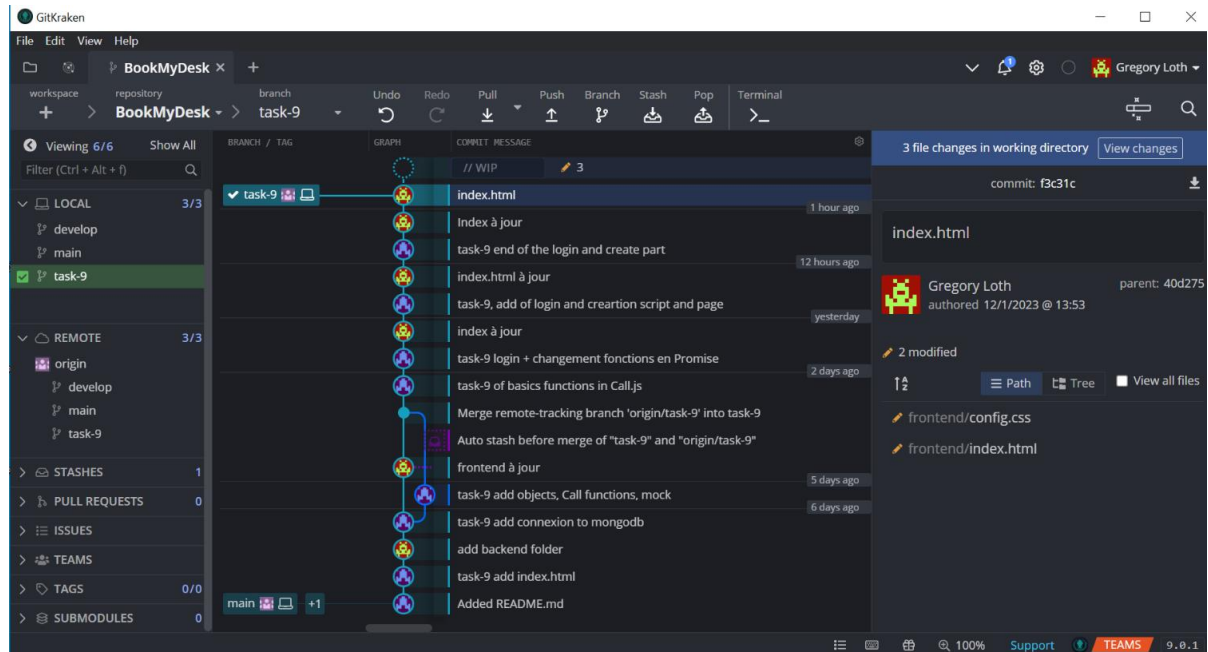 GitKraken
File Edit View Help
BookMyDesk × +
Gregory Loth
workspace repository branch
BookMyDesk task-9
Undo Redo Pull Push Branch Stash Pop Terminal
Viewing 6/6 Show All
Filter (Ctrl + Alt + f)
LOCAL 3/3
develop
main
task-9
REMOTE 3/3
origin
develop
main
task-9
STASHES 1
PULL REQUESTS 0
ISSUES
TEAMS
TAGS 0/0
SUBMODULES 0
BRANCH / TAG GRAPH COMMIT MESSAGE
// WIP 3
task-9 index.html
1 hour ago
Index à jour
task-9 end of the login and create part
12 hours ago
index.html à jour
task-9, add of login and creartion script and page
yesterday
index à jour
task-9 login + changement fonctions en Promise
2 days ago
task-9 of basics functions in Call.js
Merge remote-tracking branch 'origin/task-9' into task-9
Auto stash before merge of "task-9" and "origin/task-9"
frontend à jour
5 days ago
task-9 add objects, Call functions, mock
6 days ago
task-9 add connexion to mongodb
add backend folder
task-9 add index.html
main +1 Added README.md
3 file changes in working directory View changes
commit: f3c31c
index.html
Gregory Loth parent: 40d275
authored 12/1/2023 @ 13:53
2 modified
Path Tree View all files
frontend/config.css
frontend/index.html
100% Support TEAMS 9.0.1